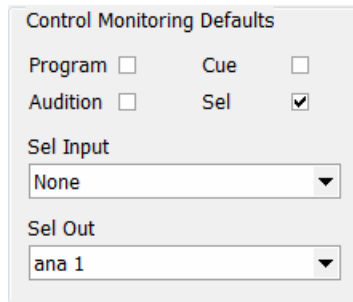 Control Monitoring Defaults
Program Cue
Audition Sel
Sel Input
None
Sel Out
ana 1